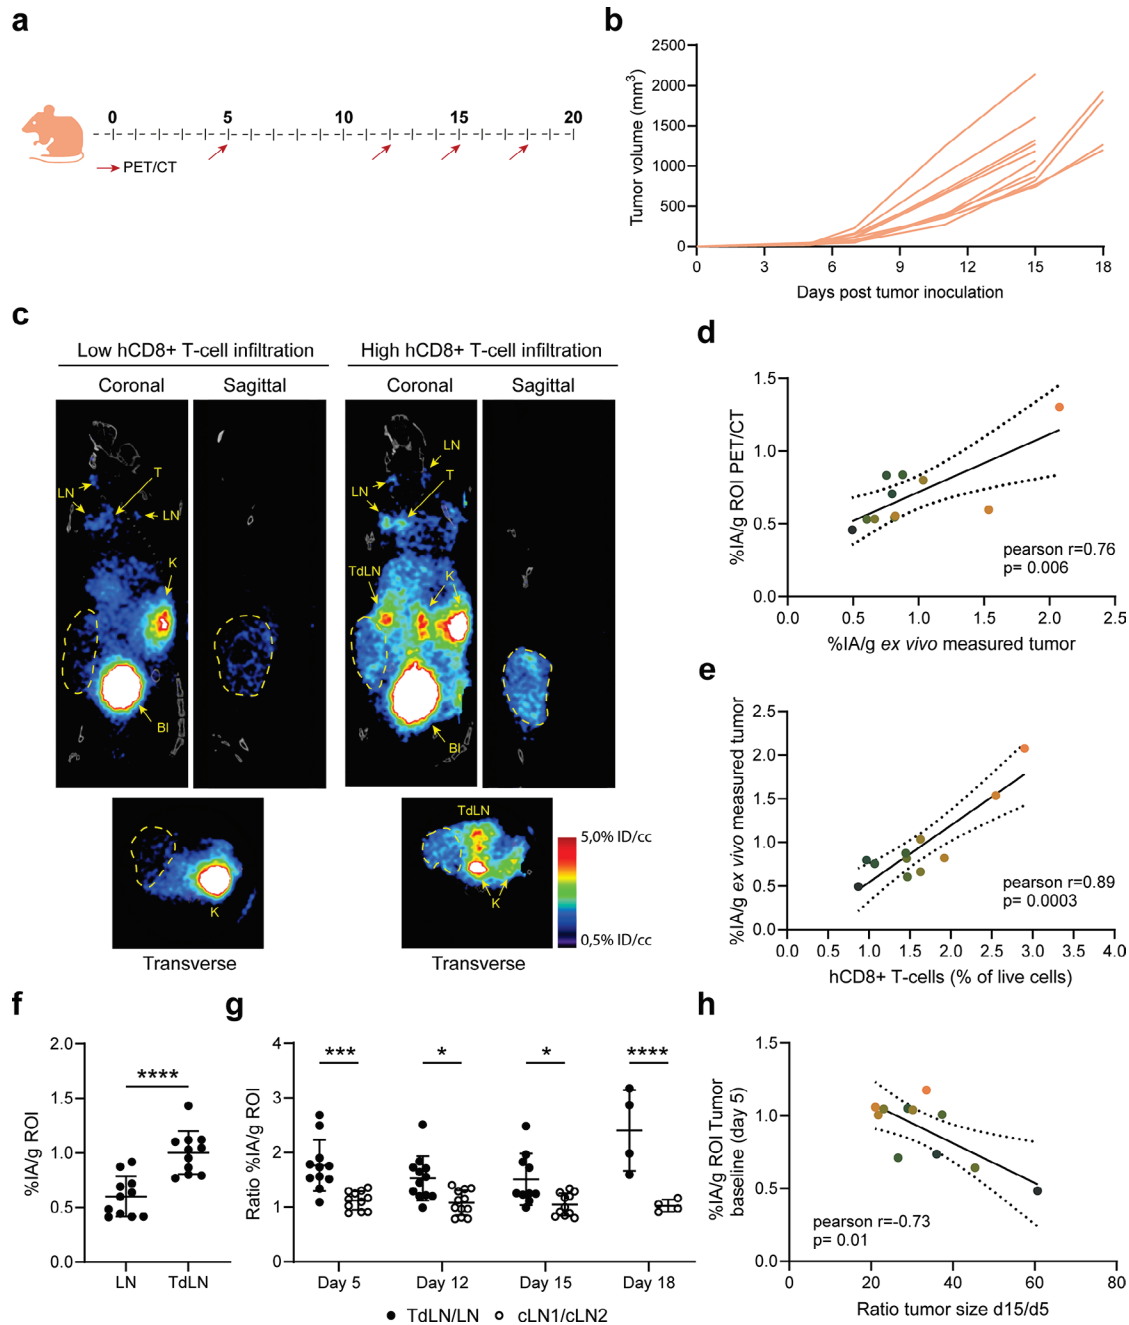 a
0 5 10 15 20
PET/CT
b
Tumor volume (mm3)
2500
2000
1500
1000
500
0
0 3 6 9 12 15 18
Days post tumor inoculation
c
Low hCD8+ T-cell infiltration
High hCD8+ T-cell infiltration
Coronal Sagittal
Coronal Sagittal
LN
T
LN
K
Bl
LN
LN
T
TdLN
K
Bl
K
Transverse
TdLN
K
Transverse
5,0% ID/cc
0,5% ID/cc
d
%IA/g ROI PET/CT
1.5
1.0
0.5
0.0
0.0 0.5 1.0 1.5 2.0 2.5
pearson r=0.76
p= 0.006
%IA/g ex vivo measured tumor
e
%IA/g ex vivo measured tumor
2.5
2.0
1.5
1.0
0.5
0.0
0.0 0.5 1.0 1.5 2.0 2.5 3.0 3.5 4.0
pearson r=0.89
p= 0.0003
hCD8+ T-cells (% of live cells)
f
%IA/g ROI
2.0
1.5
1.0
0.5
0.0
****
LN TdLN
g
Ratio %IA/g ROI
4
3
2
1
0
*** * * ****
Day 5 Day 12 Day 15 Day 18
TdLN/LN cLN1/cLN2
h
%IA/g ROI Tumor
baseline (day 5)
1.5
1.0
0.5
0.0
0 20 40 60 80
pearson r=-0.73
p= 0.01
Ratio tumor size d15/d5